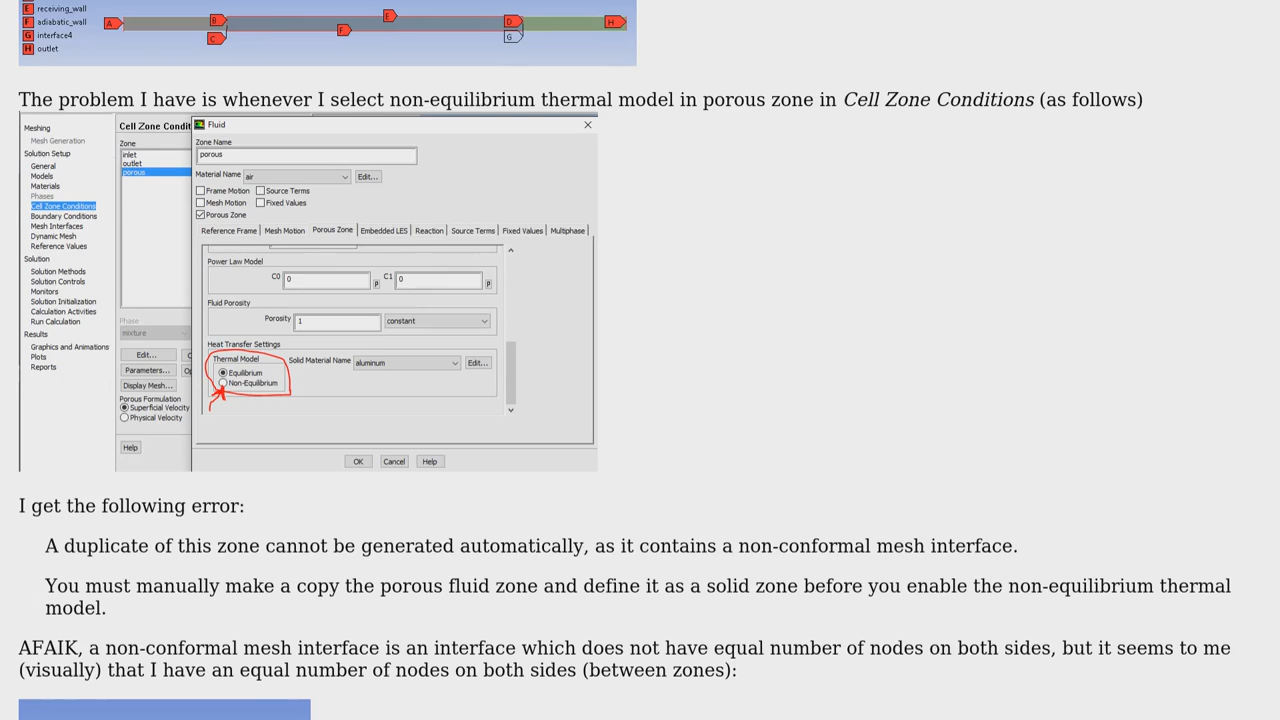 E receiving_wall
F adiabatic_wall
G interface4
H outlet
A B C F E D G H
The problem I have is whenever I select non-equilibrium thermal model in porous zone in Cell Zone Conditions (as follows)
Meshing
Mesh Generation
Solution Setup
General
Models
Materials
Phases
Cell Zone Conditions
Boundary Conditions
Mesh Interfaces
Dynamic Mesh
Reference Values
Solution
Solution Methods
Solution Controls
Monitors
Solution Initialization
Calculation Activities
Run Calculation
Results
Graphics and Animations
Plots
Reports
Cell Zone Condit
Zone
inlet
outlet
porous
Phase
mixture
Edit...
Parameters...
Op
Display Mesh...
Porous Formulation
Superficial Velocity
Physical Velocity
Help
Fluid
Zone Name
porous
Material Name air Edit...
Frame Motion Source Terms
Mesh Motion Fixed Values
Porous Zone
Reference Frame Mesh Motion Porous Zone Embedded LES Reaction Source Terms Fixed Values Multiphase
Power Law Model
C0 0 P C1 0 P
Fluid Porosity
Porosity 1 constant
Heat Transfer Settings
Thermal Model Solid Material Name aluminum Edit...
Equilibrium
Non-Equilibrium
OK Cancel Help
I get the following error:
A duplicate of this zone cannot be generated automatically, as it contains a non-conformal mesh interface.
You must manually make a copy the porous fluid zone and define it as a solid zone before you enable the non-equilibrium thermal
model.
AFAIK, a non-conformal mesh interface is an interface which does not have equal number of nodes on both sides, but it seems to me
(visually) that I have an equal number of nodes on both sides (between zones):